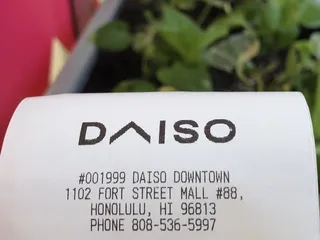 DAISO
#001999 DAISO DOWNTOWN
1102 FORT STREET MALL #88,
HONOLULU, HI 96813
PHONE 808-536-5997